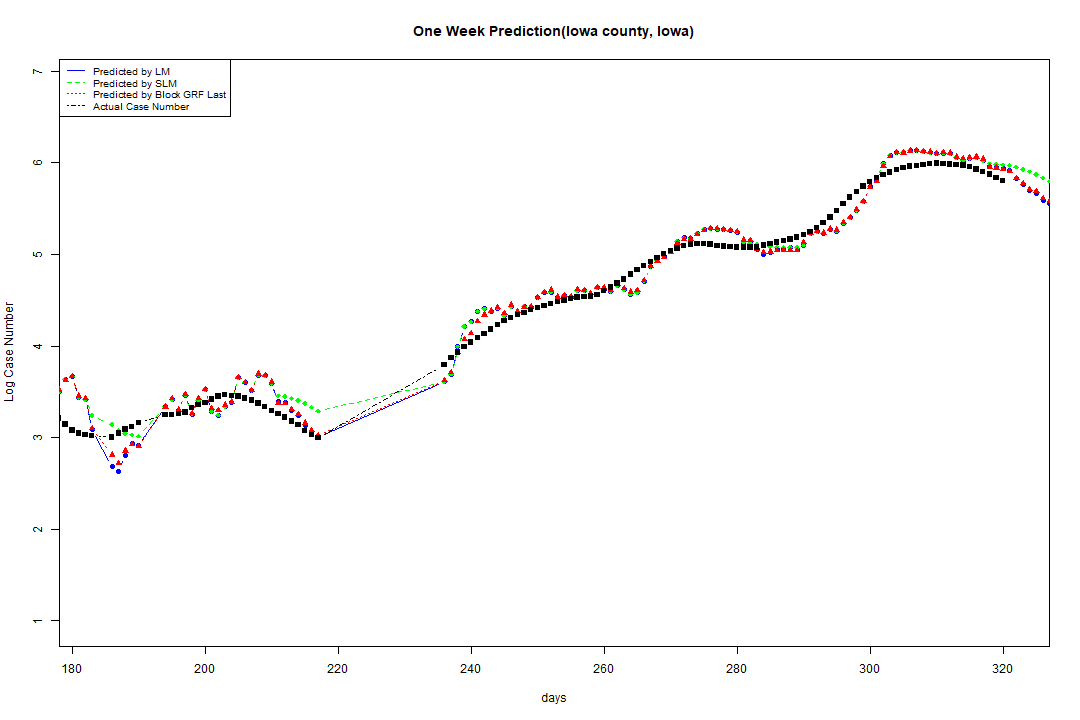 One Week Prediction(Iowa county, Iowa)
Predicted by LM
Predicted by SLM
Predicted by Block GRF Last
Actual Case Number
7
6
5
4
3
2
1
Log Case Number
180 200 220 240 260 280 300 320
days